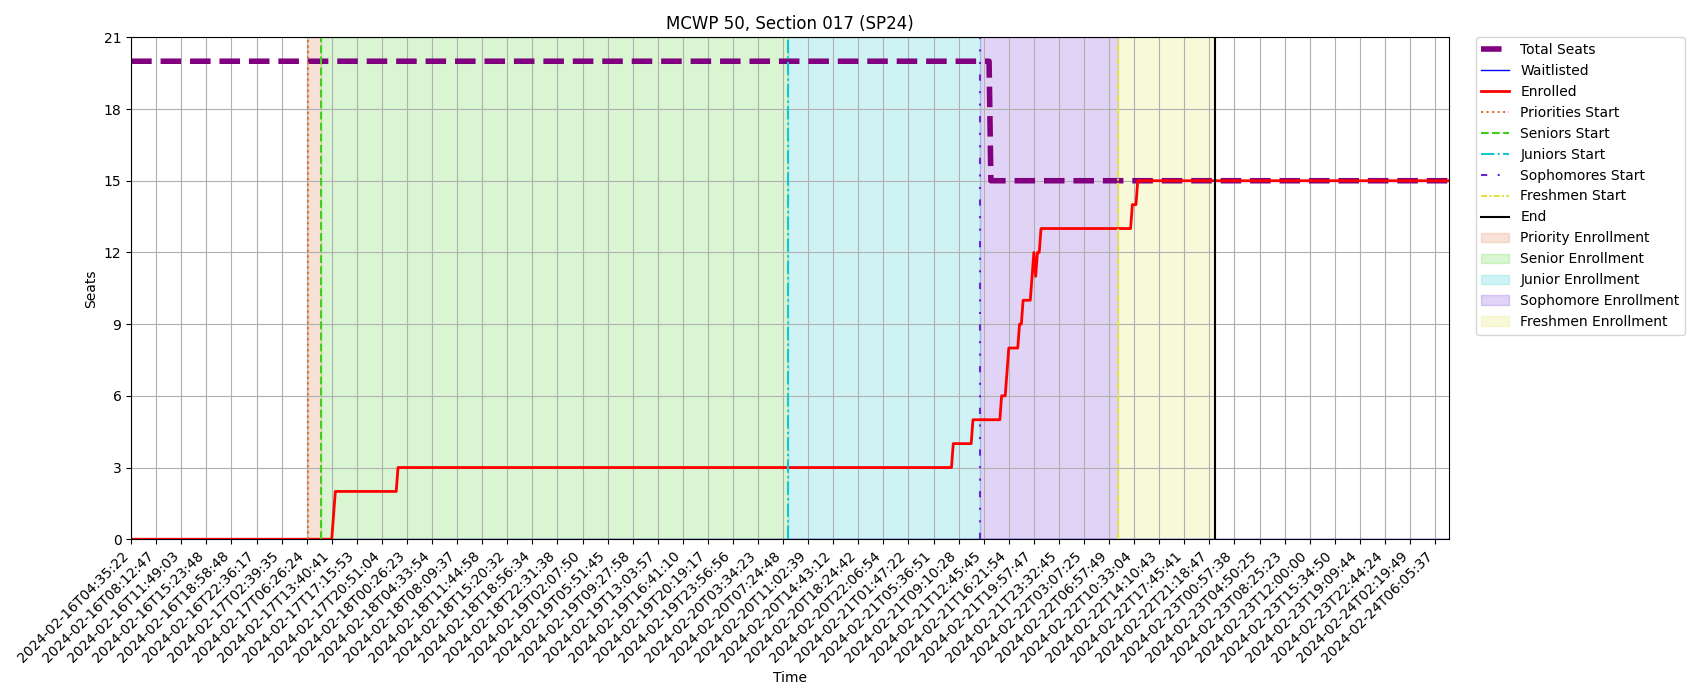 MCWP 50, Section 017 (SP24)
Seats
21
18
15
12
9
6
3
0
2024-02-16T04:35:22
2024-02-16T08:12:47
2024-02-16T11:49:03
2024-02-16T15:23:48
2024-02-16T18:58:48
2024-02-16T22:36:17
2024-02-17T02:39:35
2024-02-17T06:26:24
2024-02-17T13:40:41
2024-02-17T17:15:53
2024-02-17T20:51:04
2024-02-18T00:26:23
2024-02-18T04:33:54
2024-02-18T08:09:37
2024-02-18T11:44:58
2024-02-18T15:20:32
2024-02-18T18:56:34
2024-02-18T22:31:38
2024-02-19T02:07:50
2024-02-19T05:51:45
2024-02-19T09:27:58
2024-02-19T13:03:57
2024-02-19T16:41:10
2024-02-19T20:19:17
2024-02-19T23:56:56
2024-02-20T03:34:23
2024-02-20T07:24:48
2024-02-20T11:02:39
2024-02-20T14:43:12
2024-02-20T18:24:42
2024-02-20T22:06:54
2024-02-21T01:47:22
2024-02-21T05:36:51
2024-02-21T09:10:28
2024-02-21T12:45:45
2024-02-21T16:21:54
2024-02-21T19:57:47
2024-02-21T23:32:45
2024-02-22T03:07:25
2024-02-22T06:57:49
2024-02-22T10:33:04
2024-02-22T14:10:43
2024-02-22T17:45:41
2024-02-22T21:18:47
2024-02-23T00:57:38
2024-02-23T04:50:25
2024-02-23T08:25:23
2024-02-23T12:00:00
2024-02-23T15:34:50
2024-02-23T19:09:44
2024-02-23T22:44:24
2024-02-24T02:19:49
2024-02-24T06:05:37
Time
Total Seats
Waitlisted
Enrolled
Priorities Start
Seniors Start
Juniors Start
Sophomores Start
Freshmen Start
End
Priority Enrollment
Senior Enrollment
Junior Enrollment
Sophomore Enrollment
Freshmen Enrollment